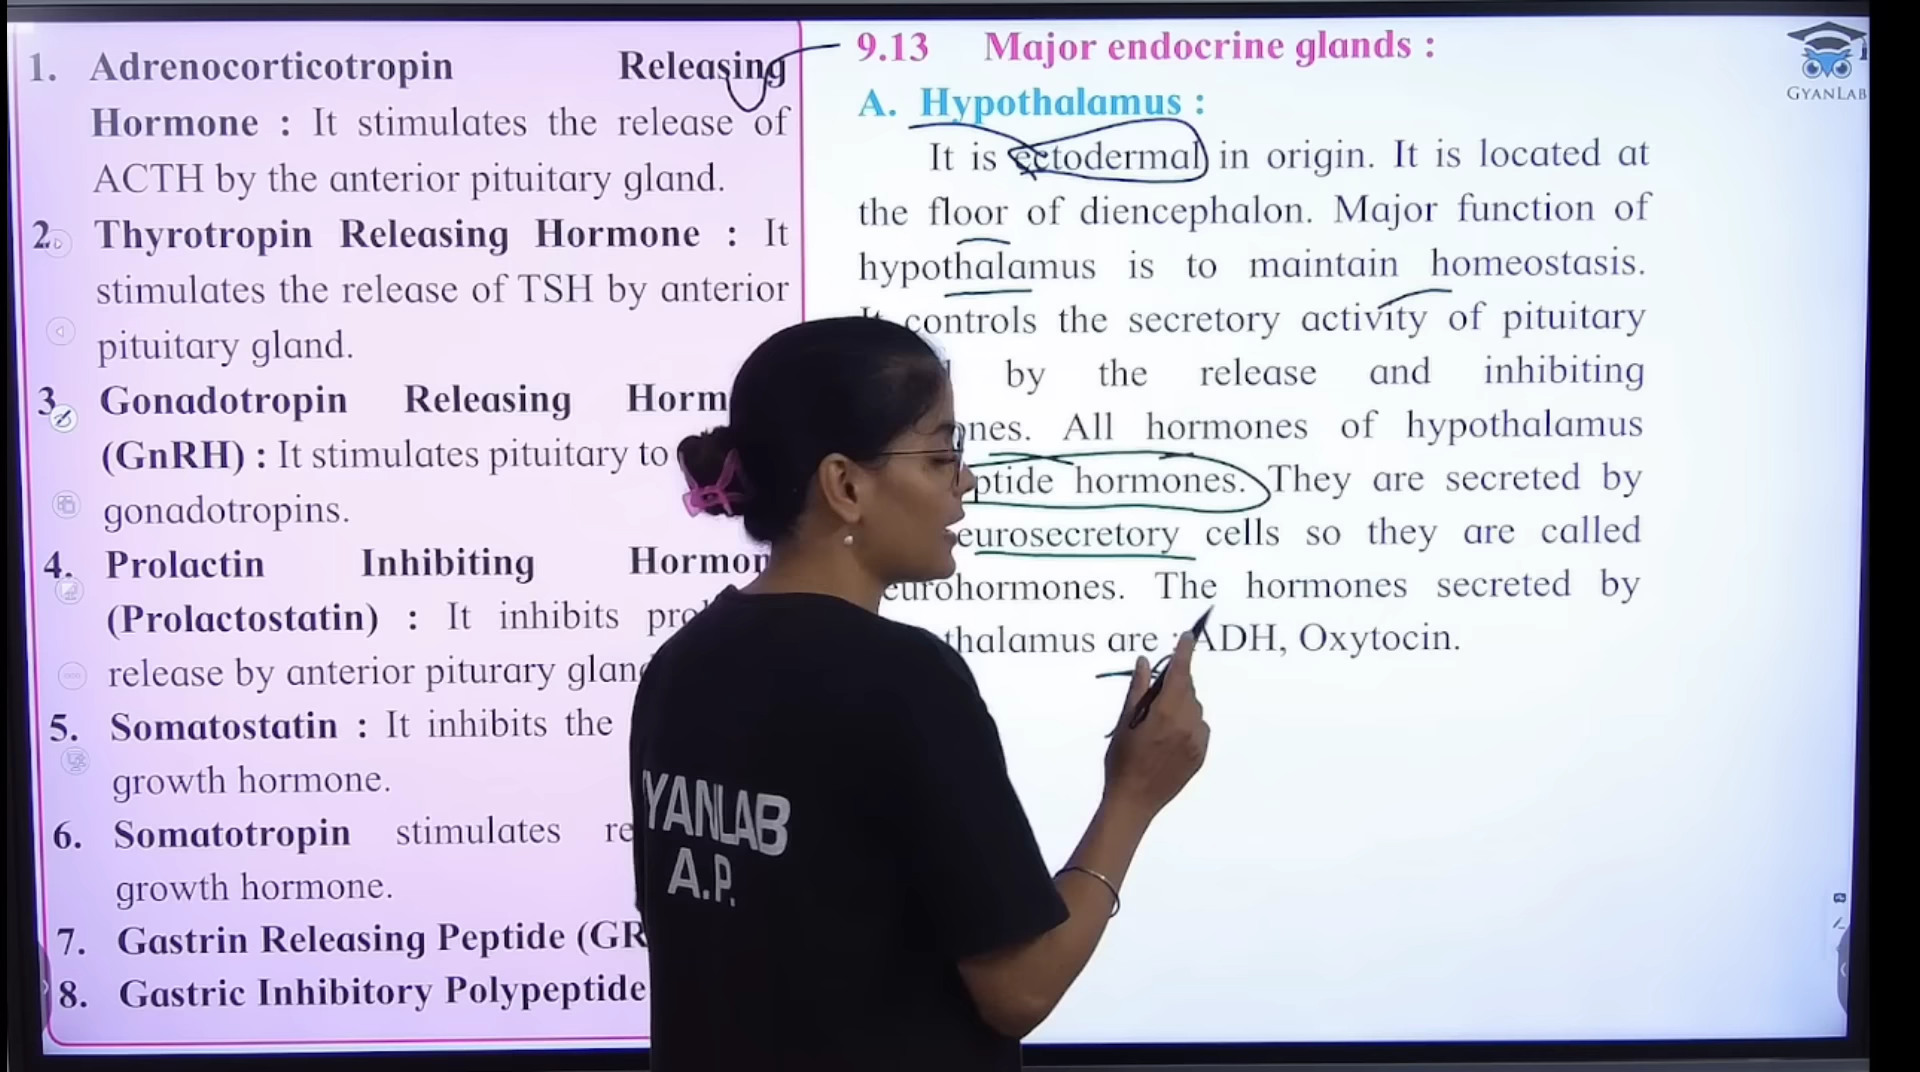 1. Adrenocorticotropin Releasing
Hormone : It stimulates the release of
ACTH by the anterior pituitary gland.
2. Thyrotropin Releasing Hormone : It
stimulates the release of TSH by anterior
pituitary gland.
3. Gonadotropin Releasing Horm
(GnRH) : It stimulates pituitary to
gonadotropins.
4. Prolactin Inhibiting Hormon
(Prolactostatin) : It inhibits pro
release by anterior piturary glan
5. Somatostatin : It inhibits the
growth hormone.
6. Somatotropin stimulates re
growth hormone.
7. Gastrin Releasing Peptide (GR
8. Gastric Inhibitory Polypeptide
9.13 Major endocrine glands :
A. Hypothalamus :
It is ectodermal in origin. It is located at
the floor of diencephalon. Major function of
hypothalamus is to maintain homeostasis.
It controls the secretory activity of pituitary
by the release and inhibiting
ones. All hormones of hypothalamus
ptide hormones. They are secreted by
eurosecretory cells so they are called
eurohormones. The hormones secreted by
thalamus are : ADH, Oxytocin.
GYANLAB
YANLAB
A.P.